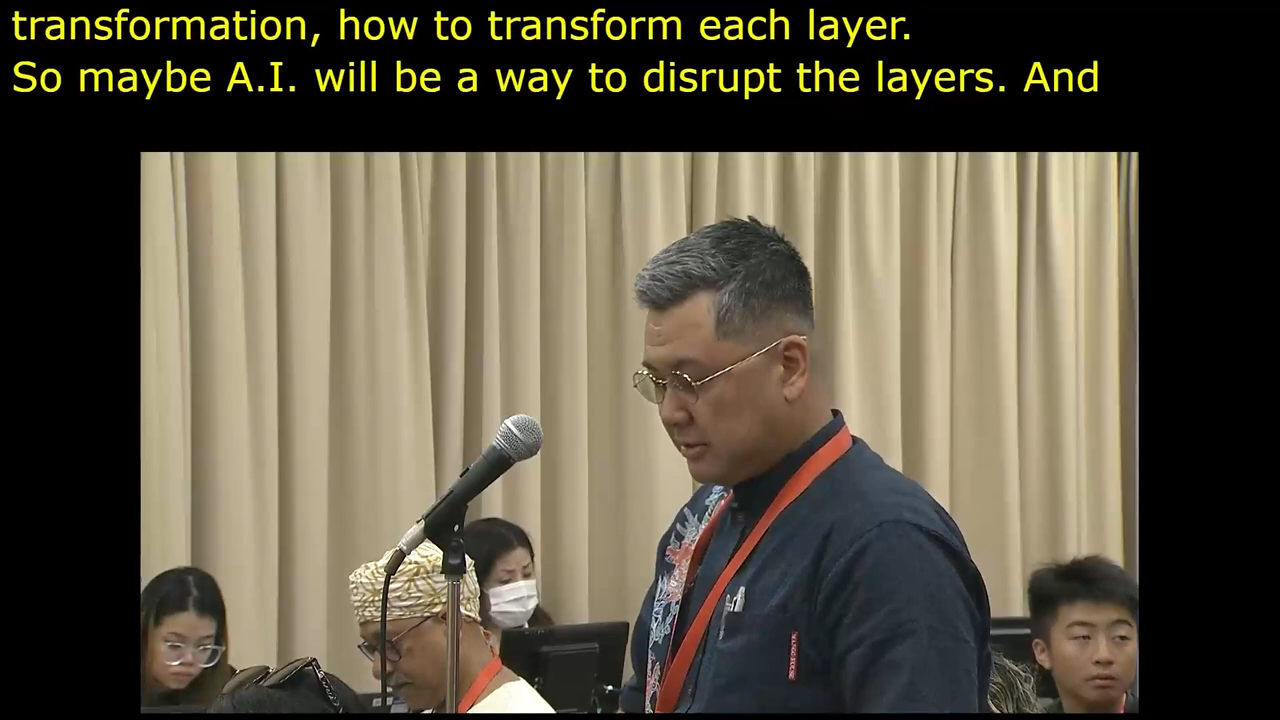 transformation, how to transform each layer.
So maybe A.I. will be a way to disrupt the layers. And